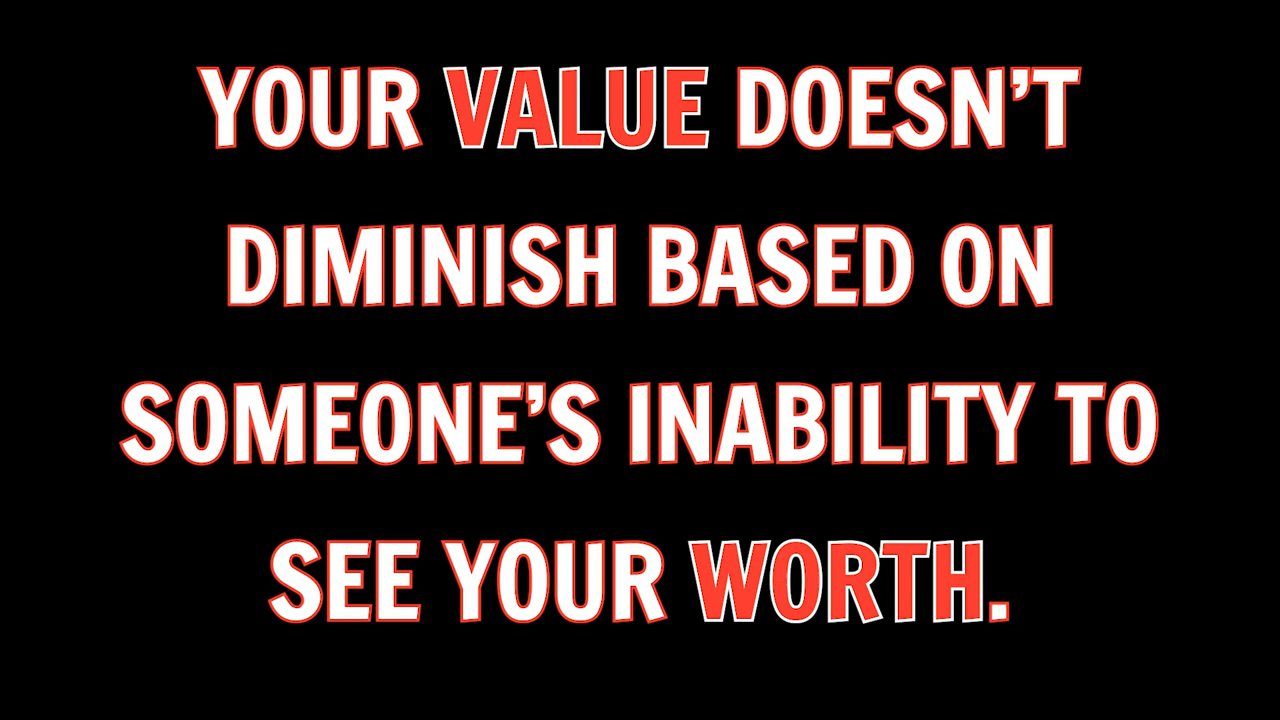 YOUR VALUE DOESN’T
DIMINISH BASED ON
SOMEONE’S INABILITY TO
SEE YOUR WORTH.